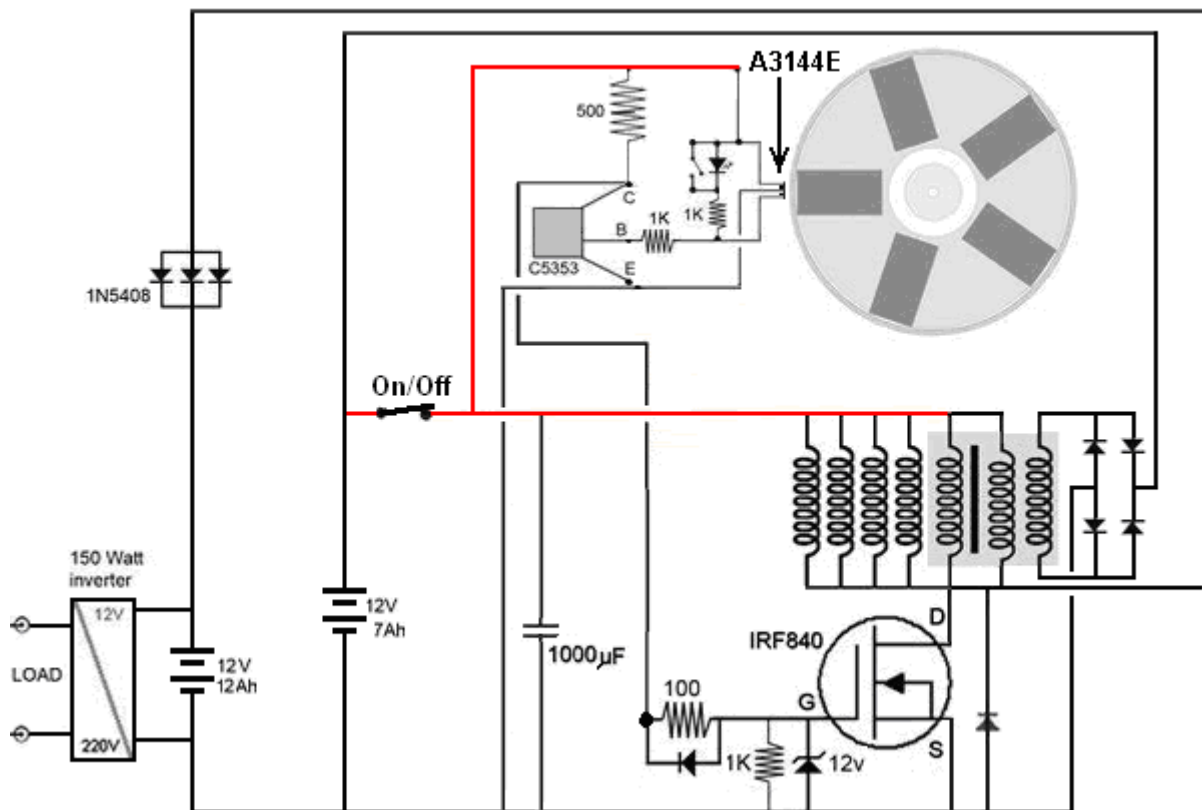 A3144E
500
C
B
1K
1K
E
C5353
1N5408
On/Off
150 Watt
inverter
12V
LOAD
220V
12V
12Ah
12V
7Ah
1000µF
100
1K
12v
IRF840
D
G
S